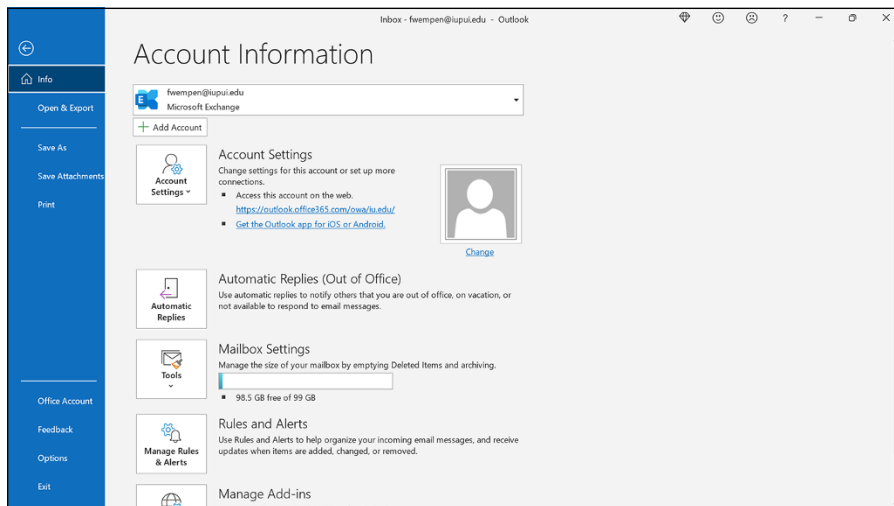 Inbox - fwempen@iupui.edu - Outlook
?
Account Information
Info
Open & Export
Save As
Save Attachments
Print
Office Account
Feedback
Options
Exit
E
fwempen@iupui.edu
Microsoft Exchange
Add Account
Account
Settings
Account Settings
Change settings for this account or set up more
connections.
Access this account on the web.
https://outlook.office365.com/owa/iu.edu/
Get the Outlook app for iOS or Android.
Change
Automatic
Replies
Automatic Replies (Out of Office)
Use automatic replies to notify others that you are out of office, on vacation, or
not available to respond to email messages.
Tools
Mailbox Settings
Manage the size of your mailbox by emptying Deleted Items and archiving.
98.5 GB free of 99 GB
Manage Rules
& Alerts
Rules and Alerts
Use Rules and Alerts to help organize your incoming email messages, and receive
updates when items are added, changed, or removed.
Manage Add-ins